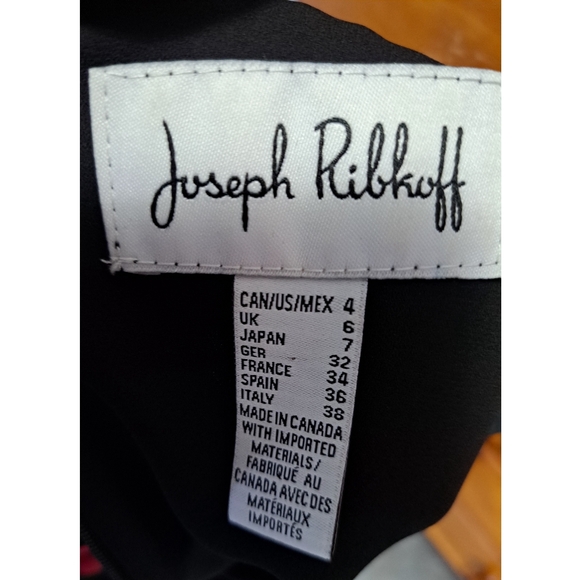 Joseph Ribkoff
CAN/US/MEX 4
UK 6
JAPAN 7
GER 32
FRANCE 34
SPAIN 36
ITALY 38
MADE IN CANADA
WITH IMPORTED
MATERIALS/
FABRIQUÉ AU
CANADA AVEC DES
MATÉRIAUX
IMPORTÉS